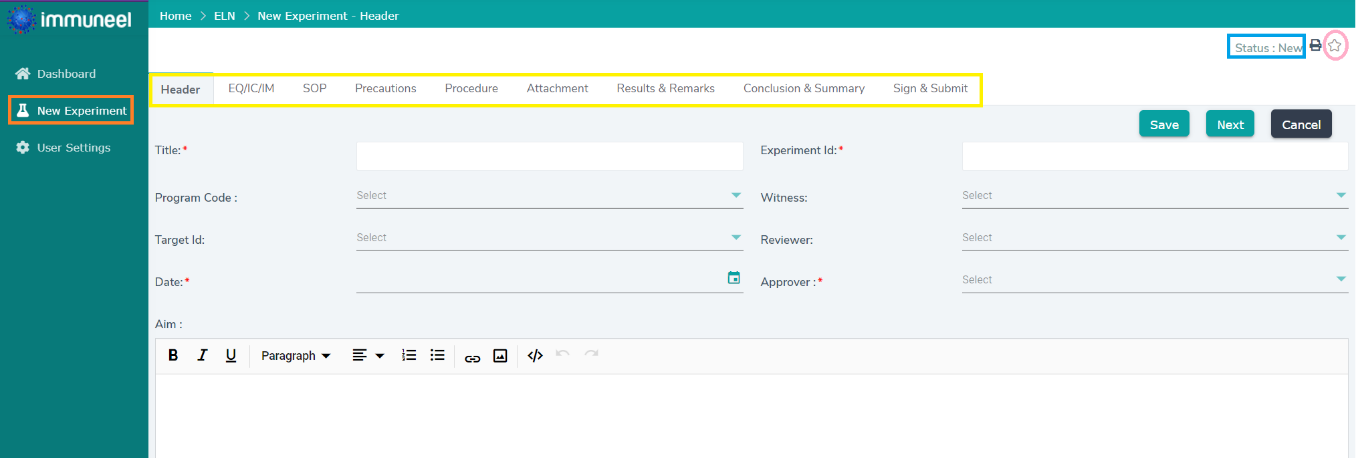 immuneel
Home > ELN > New Experiment - Header
Status : New
Dashboard
New Experiment
User Settings
Header EQ/IC/IM SOP Precautions Procedure Attachment Results & Remarks Conclusion & Summary Sign & Submit
Save Next Cancel
Title:* Experiment Id:*
Program Code : Select Witness: Select
Target Id: Select Reviewer: Select
Date:* Approver :* Select
Aim :
B I U Paragraph </>